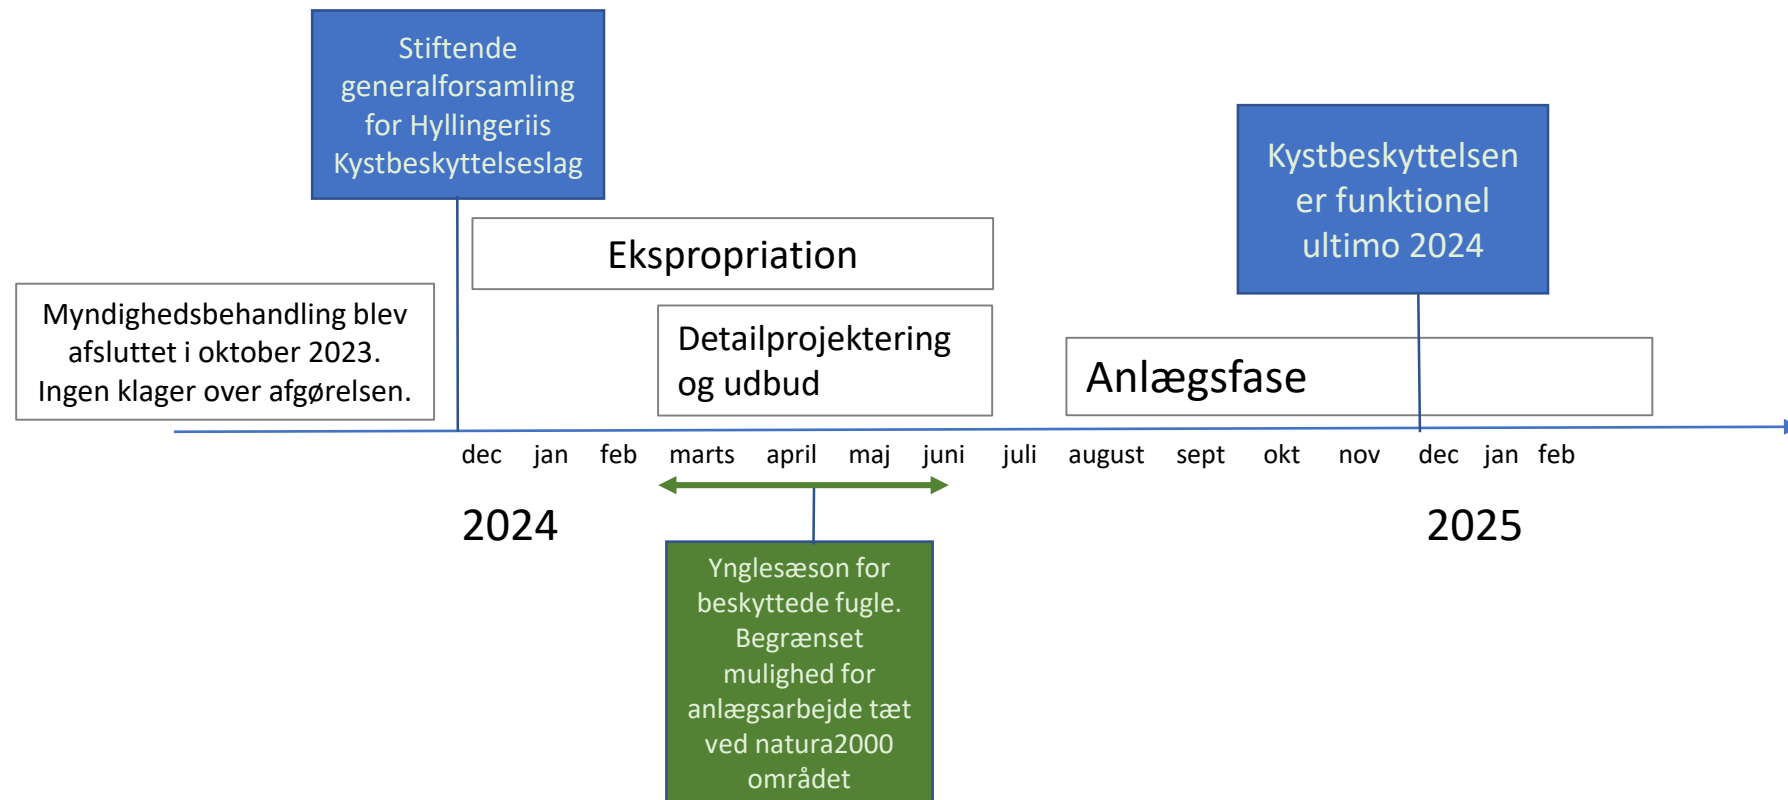 Stiftende
generalforsamling
for Hyllingeriis
Kystbeskyttelseslag
Kystbeskyttelsen
er funktionel
ultimo 2024
Ekspropriation
Myndighedsbehandling blev
afsluttet i oktober 2023.
Ingen klager over afgørelsen.
Detailprojektering
og udbud
Anlægsfase
dec jan feb marts april maj juni juli august sept okt nov dec jan feb
2024 2025
Ynglesæson for
beskyttede fugle.
Begrænset
mulighed for
anlægsarbejde tæt
ved natura2000
området